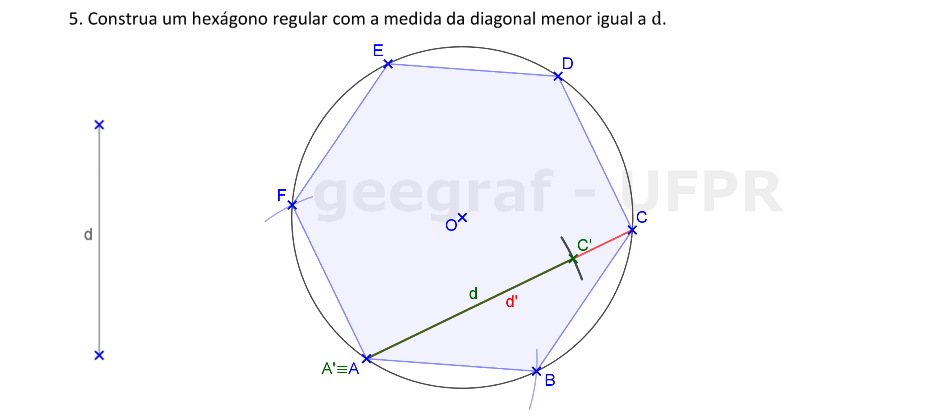 5. Construa um hexágono regular com a medida da diagonal menor igual a d.
E
D
F
geegraf - UFPR
C
O
d
C'
d
d'
A'≡A
B